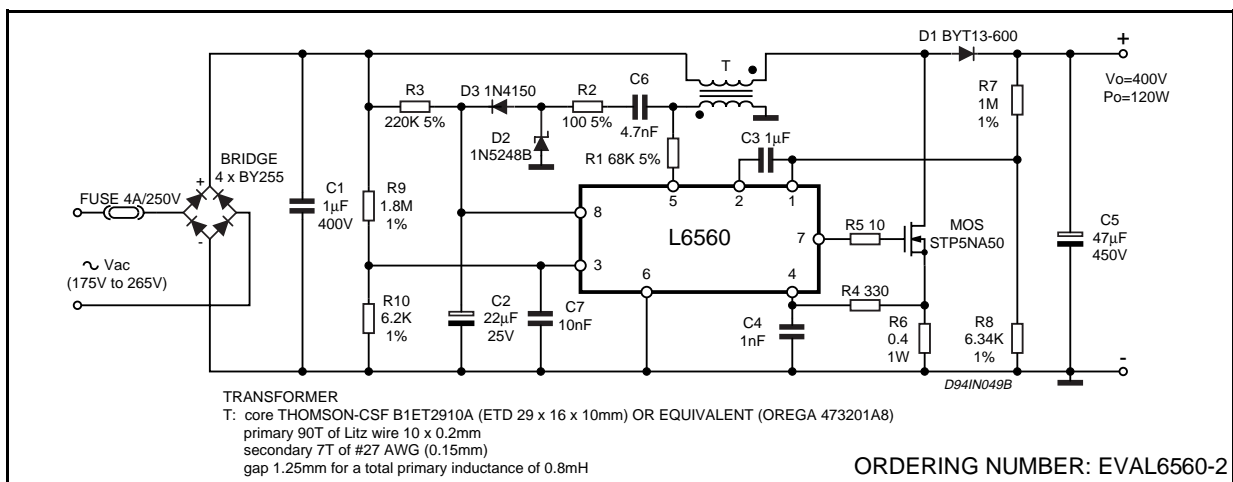 D1 BYT13-600
+
Vo=400V
Po=120W
T
C6
4.7nF
R7
1M
1%
R3
220K 5%
D3 1N4150
R2
100 5%
D2
1N5248B
C3 1µF
R1 68K 5%
BRIDGE
4 x BY255
+
-
FUSE 4A/250V
C1
1µF
400V
R9
1.8M
1%
5
2
1
8
L6560
7
3
6
4
R5 10
MOS
STP5NA50
C5
47µF
450V
∿ Vac
(175V to 265V)
R10
6.2K
1%
C2
22µF
25V
C7
10nF
C4
1nF
R4 330
R6
0.4
1W
R8
6.34K
1%
-
D94IN049B
TRANSFORMER
T: core THOMSON-CSF B1ET2910A (ETD 29 x 16 x 10mm) OR EQUIVALENT (OREGA 473201A8)
primary 90T of Litz wire 10 x 0.2mm
secondary 7T of #27 AWG (0.15mm)
gap 1.25mm for a total primary inductance of 0.8mH
ORDERING NUMBER: EVAL6560-2